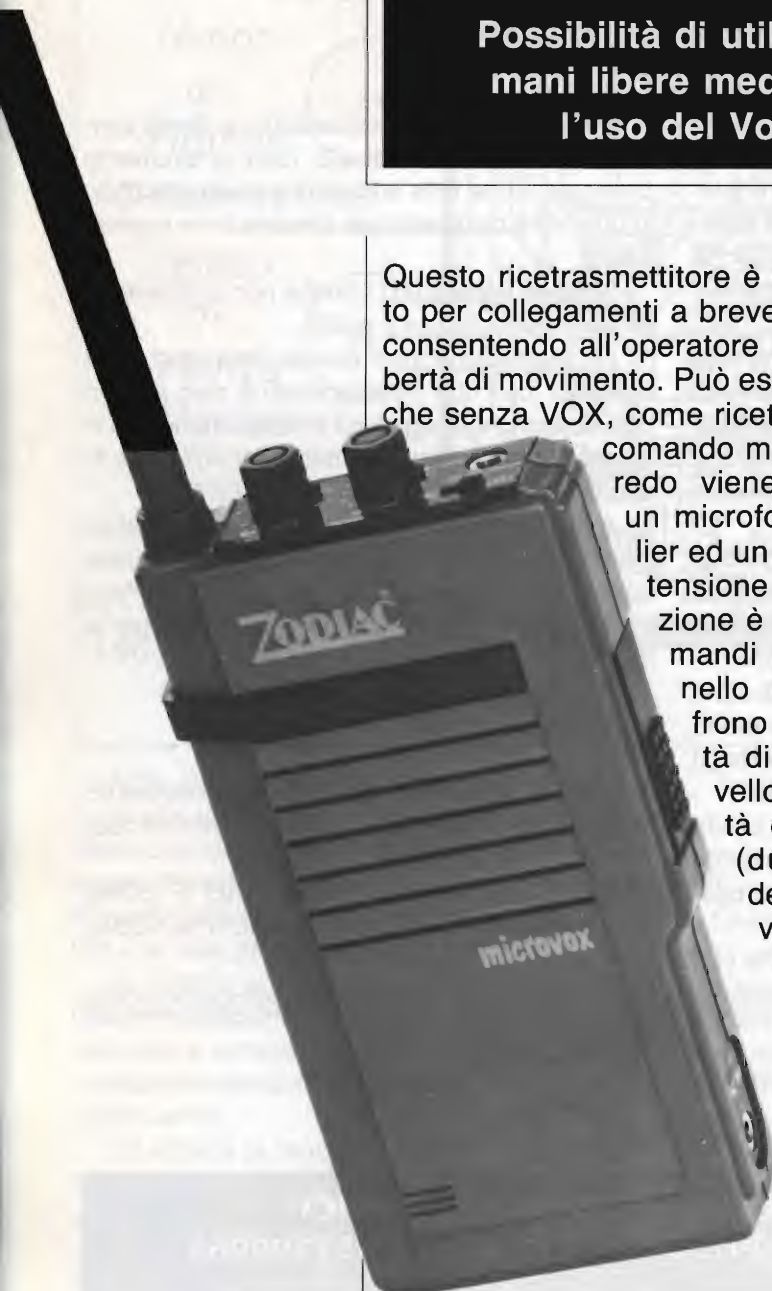 Possibilità di util
mani libere med
l'uso del Vo
Questo ricetrasmettitore è
to per collegamenti a breve
consentendo all'operatore
bertà di movimento. Può es
che senza VOX, come ricet
comando m
redo viene
un microfo
lier ed un
tensione
zione è
mandi
nello
frono
tà di
vello
tà
(du
de
v
ZODIAC
microvox